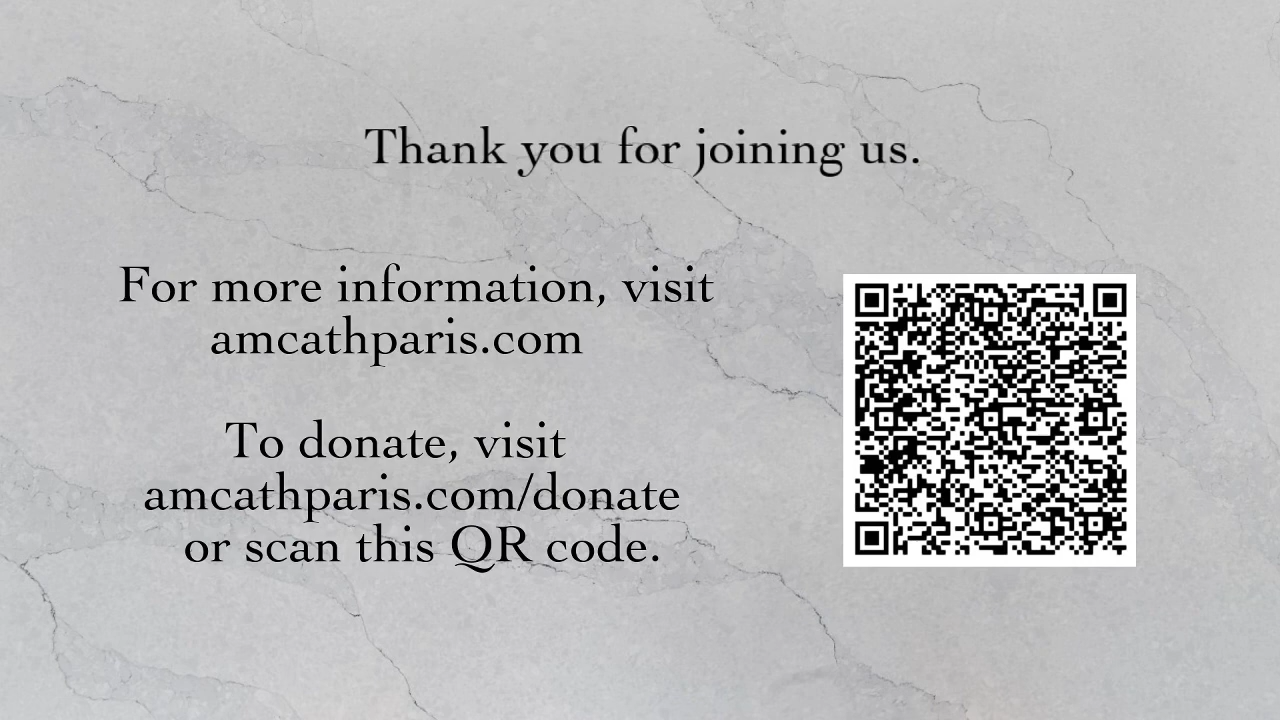 Thank you for joining us.
For more information, visit
amcathparis.com
To donate, visit
amcathparis.com/donate
or scan this QR code.